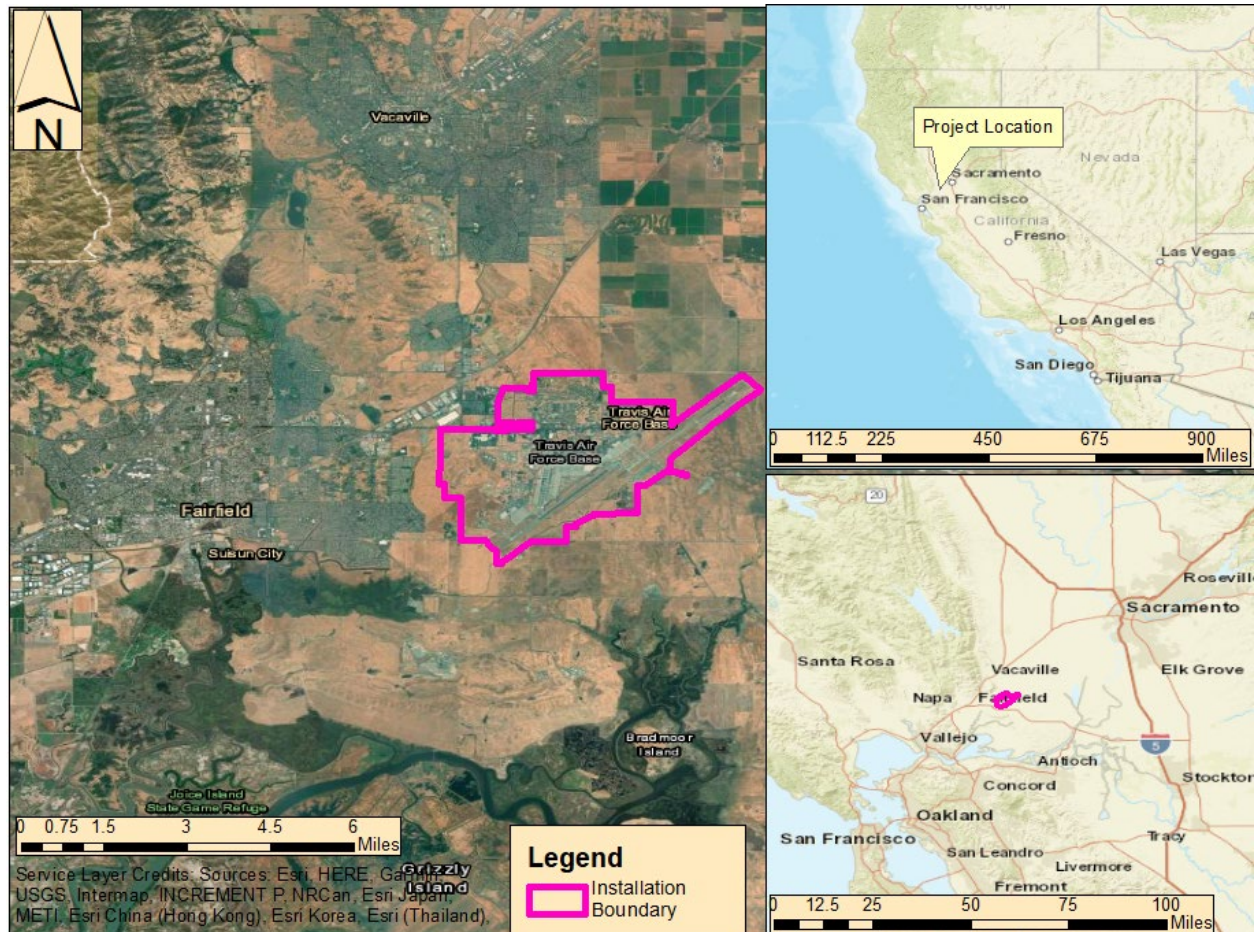 N
Vacaville
Travis Air
Force Base
Travis Air
Force Base
Fairfield
Suisun City
Bradmoor
Island
Joice Island
State Game Refuge
Grizzly
Island
0 0.75 1.5 3 4.5 6
Miles
Service Layer Credits: Sources: Esri, HERE, Garmin,
USGS, Intermap, INCREMENT P, NRCan, Esri Japan,
METI, Esri China (Hong Kong), Esri Korea, Esri (Thailand),
Legend
Installation
Boundary
Oregon
Project Location
Nevada
Sacramento
San Francisco
California
Fresno
Las Vegas
Los Angeles
San Diego
Tijuana
0 112.5 225 450 675 900
Miles
20
Roseville
Sacramento
Santa Rosa
Vacaville
Elk Grove
Napa
Fairfield
Vallejo
5
Antioch
Concord
Stockton
Oakland
San Francisco
Tracy
San Leandro
Livermore
Fremont
0 12.5 25 50 75 100
Miles